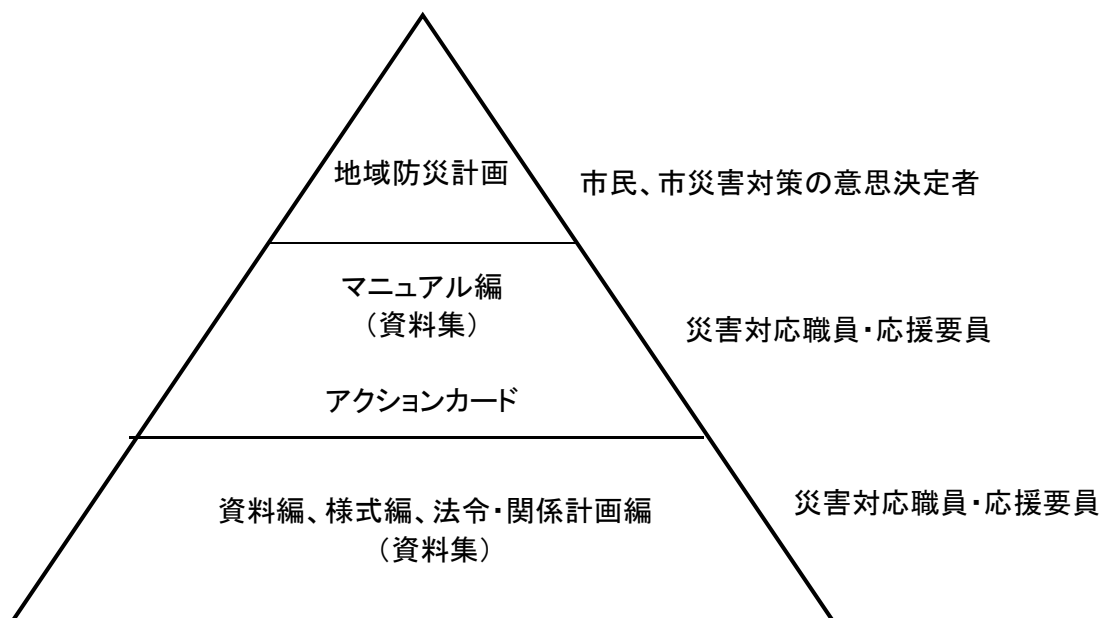 地域防災計画
市民、市災害対策の意思決定者
マニュアル編
（資料集）
災害対応職員・応援要員
アクションカード
資料編、様式編、法令・関係計画編
（資料集）
災害対応職員・応援要員